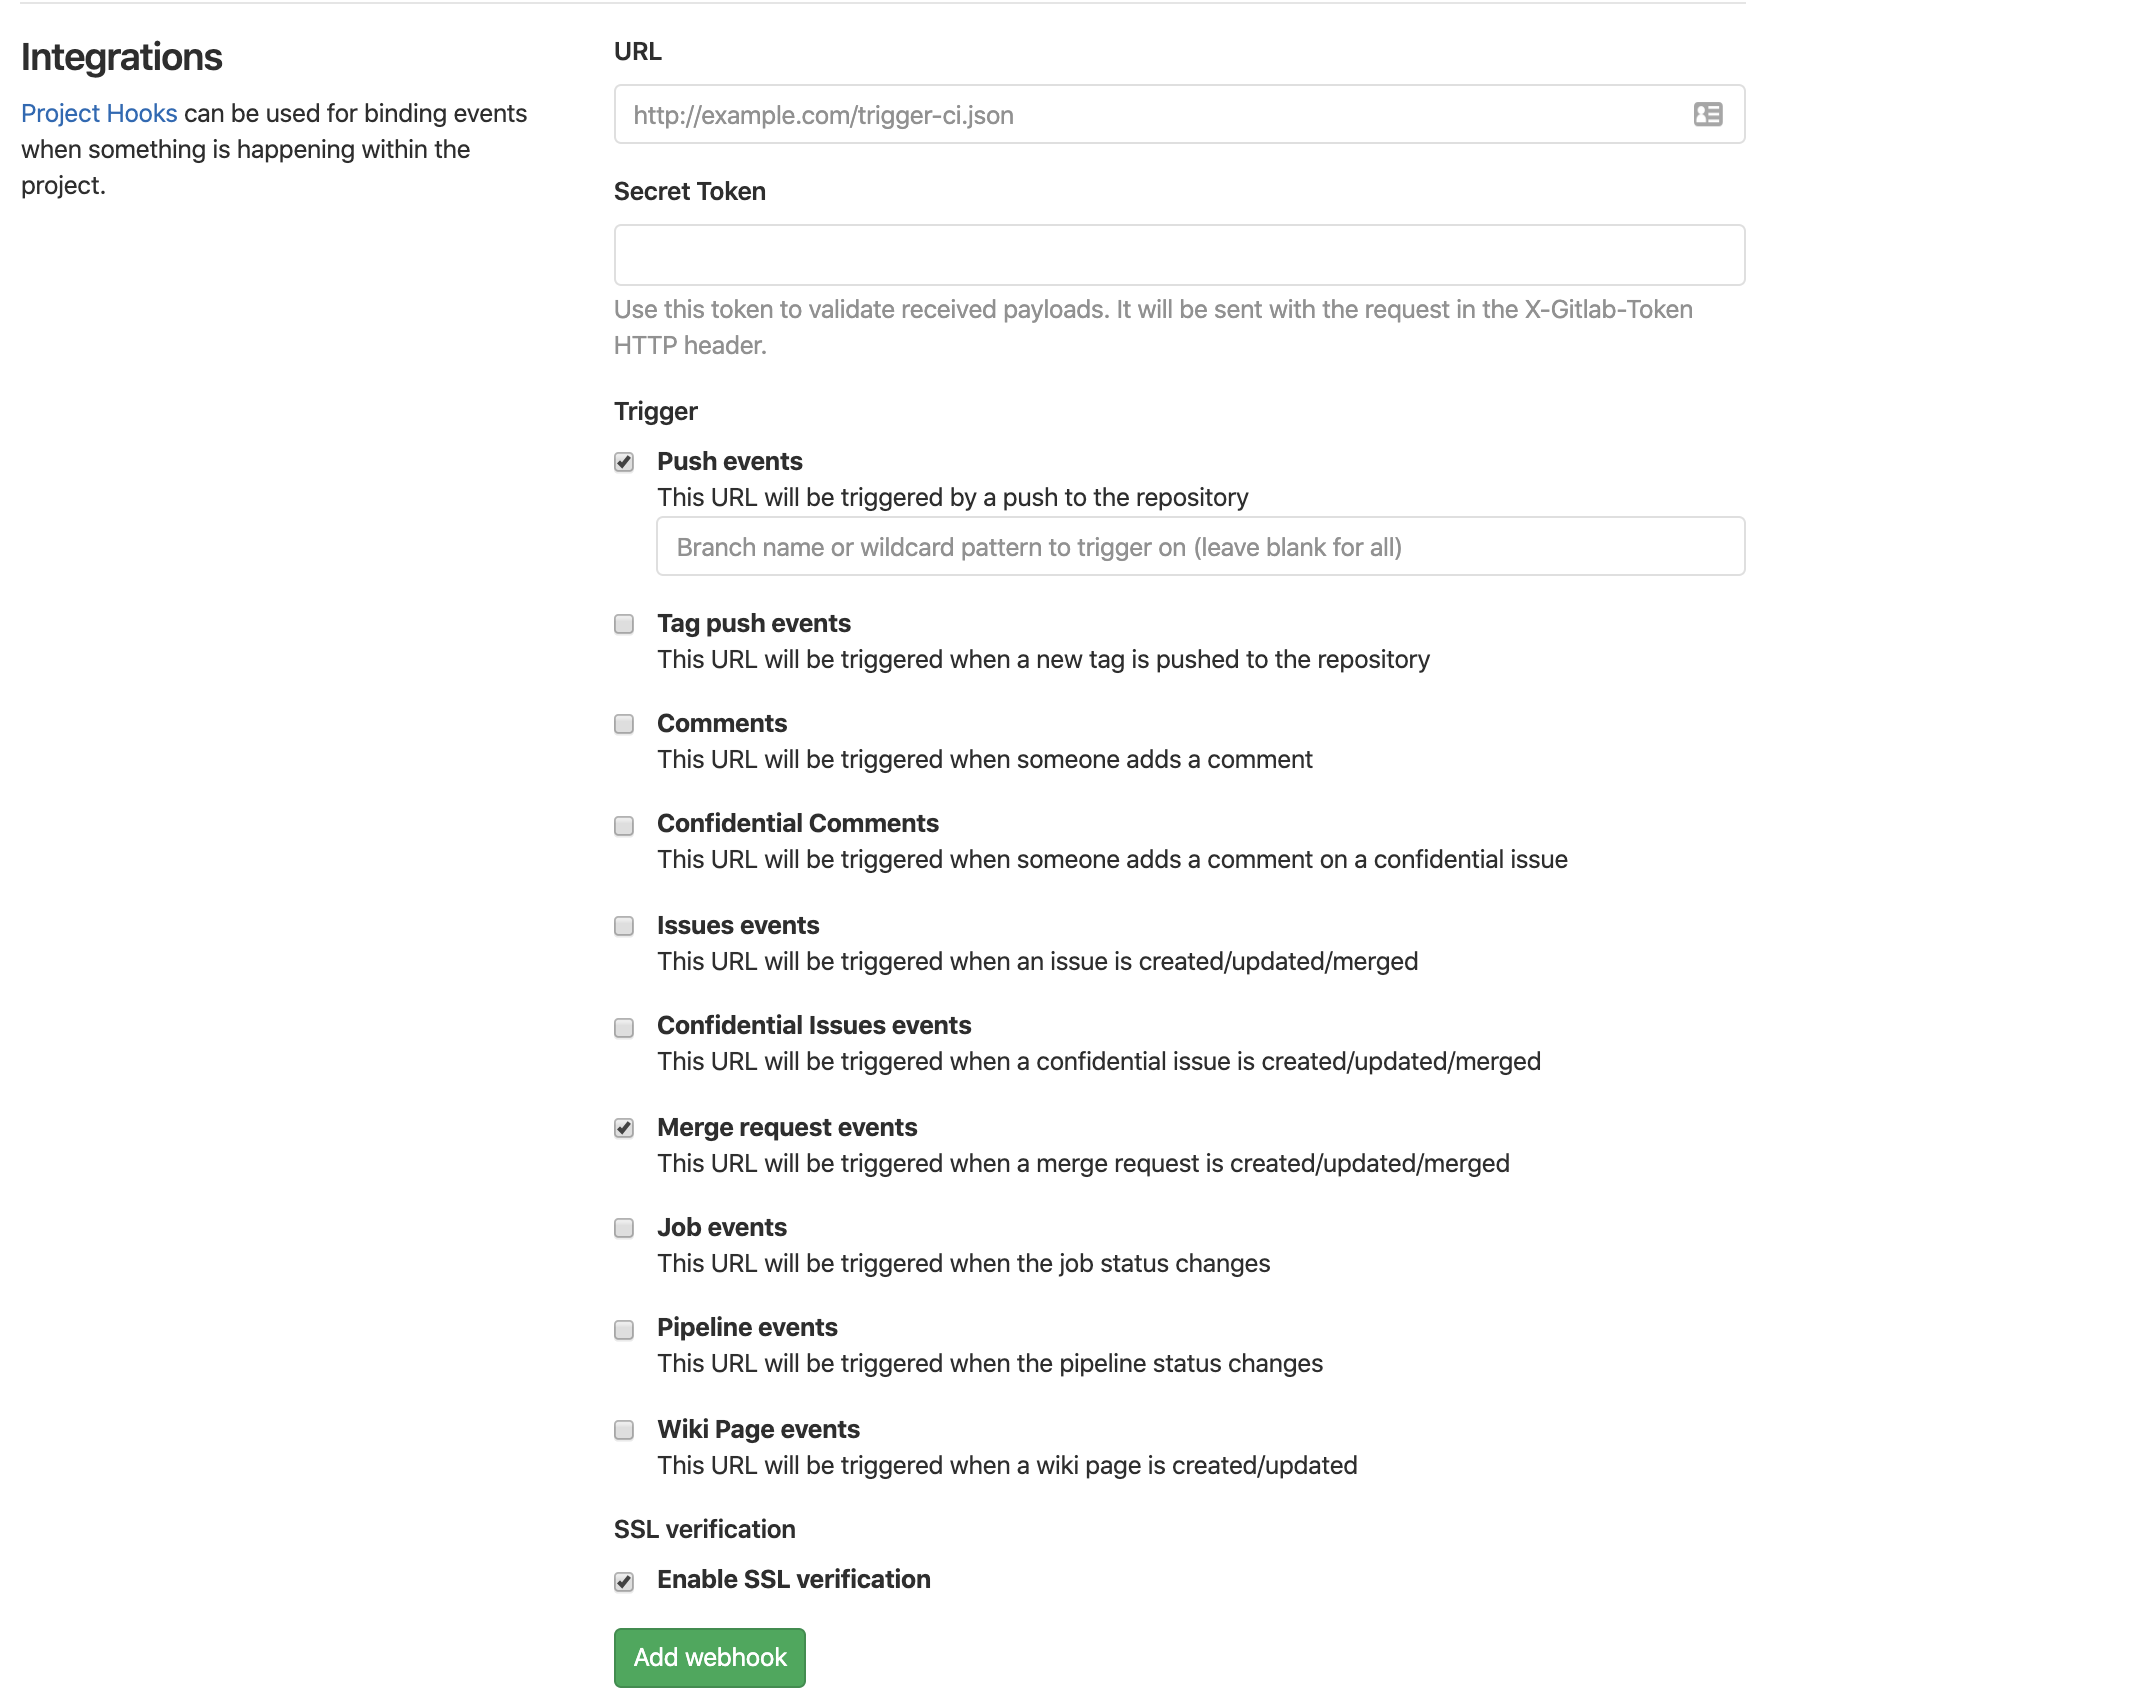 Integrations
Project Hooks can be used for binding events
when something is happening within the
project.
URL
http://example.com/trigger-ci.json
Secret Token
Use this token to validate received payloads. It will be sent with the request in the X-Gitlab-Token
HTTP header.
Trigger
Push events
This URL will be triggered by a push to the repository
Branch name or wildcard pattern to trigger on (leave blank for all)
Tag push events
This URL will be triggered when a new tag is pushed to the repository
Comments
This URL will be triggered when someone adds a comment
Confidential Comments
This URL will be triggered when someone adds a comment on a confidential issue
Issues events
This URL will be triggered when an issue is created/updated/merged
Confidential Issues events
This URL will be triggered when a confidential issue is created/updated/merged
Merge request events
This URL will be triggered when a merge request is created/updated/merged
Job events
This URL will be triggered when the job status changes
Pipeline events
This URL will be triggered when the pipeline status changes
Wiki Page events
This URL will be triggered when a wiki page is created/updated
SSL verification
Enable SSL verification
Add webhook